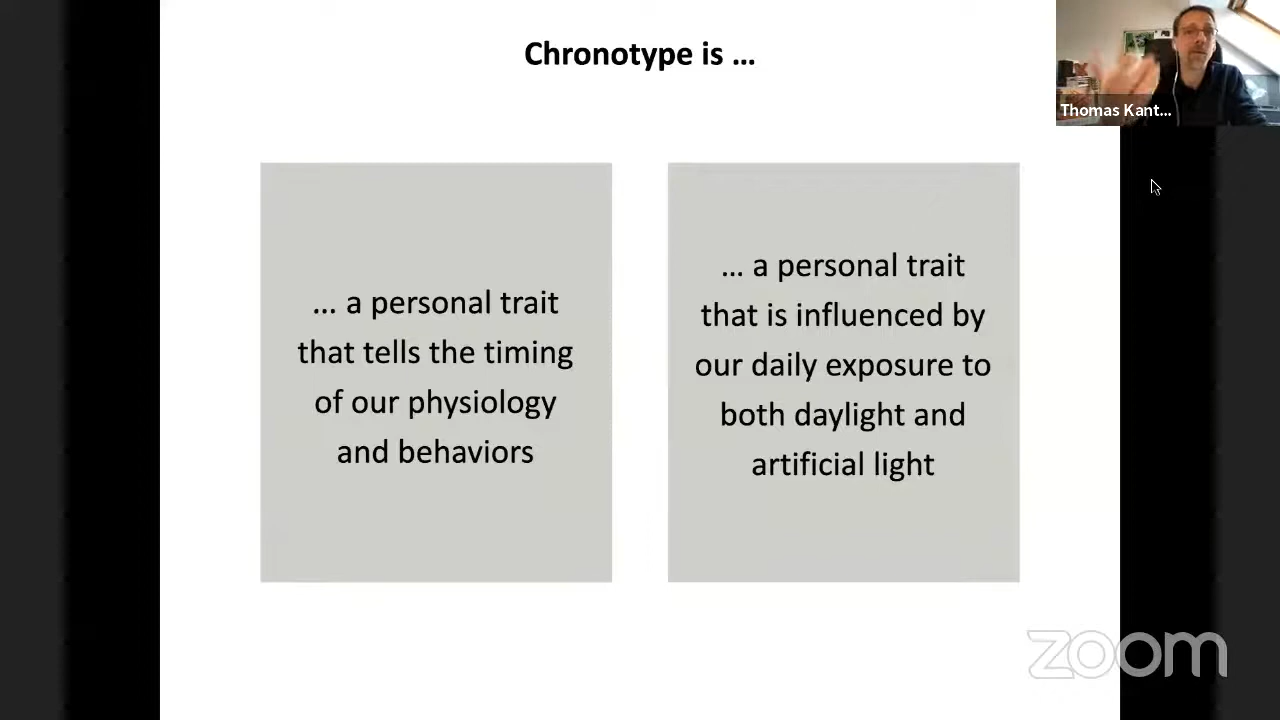 Chronotype is ...
Thomas Kant...
... a personal trait
that tells the timing
of our physiology
and behaviors
... a personal trait
that is influenced by
our daily exposure to
both daylight and
artificial light
zoom